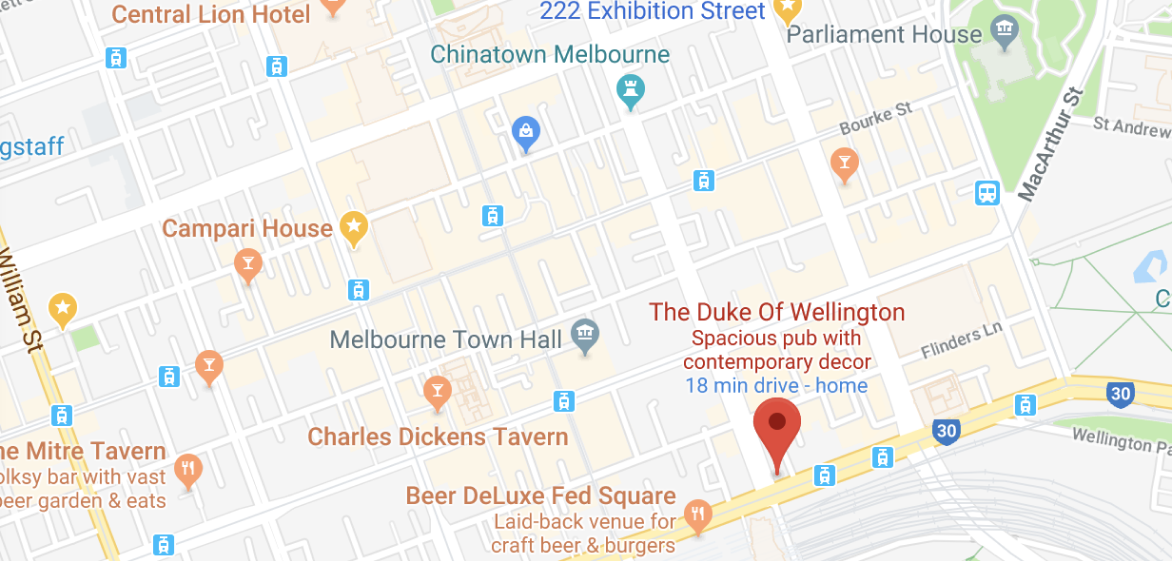 Central Lion Hotel
222 Exhibition Street
Parliament House
Chinatown Melbourne
Bourke St
MacArthur St
St Andrew
gstaff
Campari House
William St
The Duke Of Wellington
Spacious pub with
contemporary decor
18 min drive - home
Melbourne Town Hall
Flinders Ln
30
30
Charles Dickens Tavern
Wellington Pa
ne Mitre Tavern
olksy bar with vast
beer garden & eats
Beer DeLuxe Fed Square
Laid-back venue for
craft beer & burgers
C